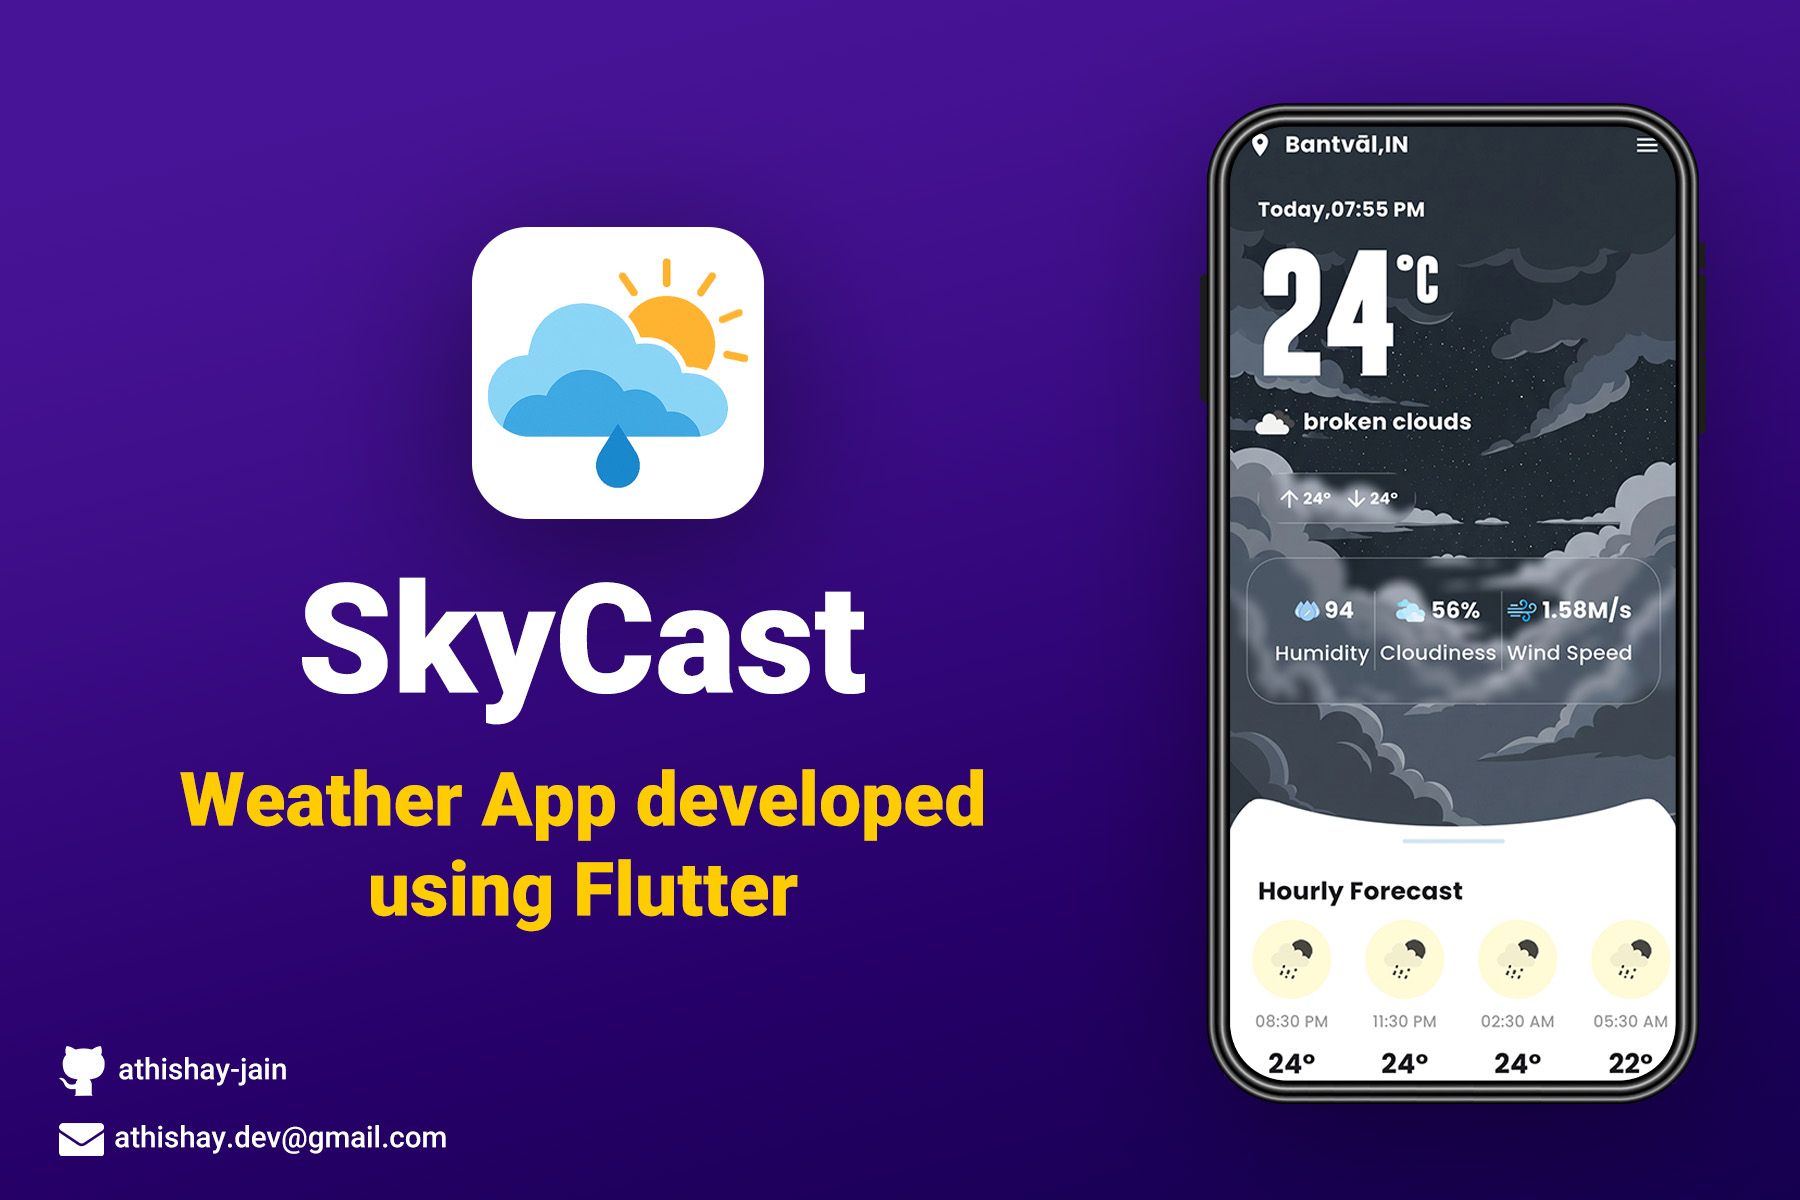 SkyCast
Weather App developed
using Flutter
athishay-jain
athishay.dev@gmail.com
Bantvāl,IN
Today,07:55 PM
24°C
broken clouds
↑ 24° ↓ 24°
94 56% 1.58M/s
Humidity Cloudiness Wind Speed
Hourly Forecast
08:30 PM 11:30 PM 02:30 AM 05:30 AM
24° 24° 24° 22°